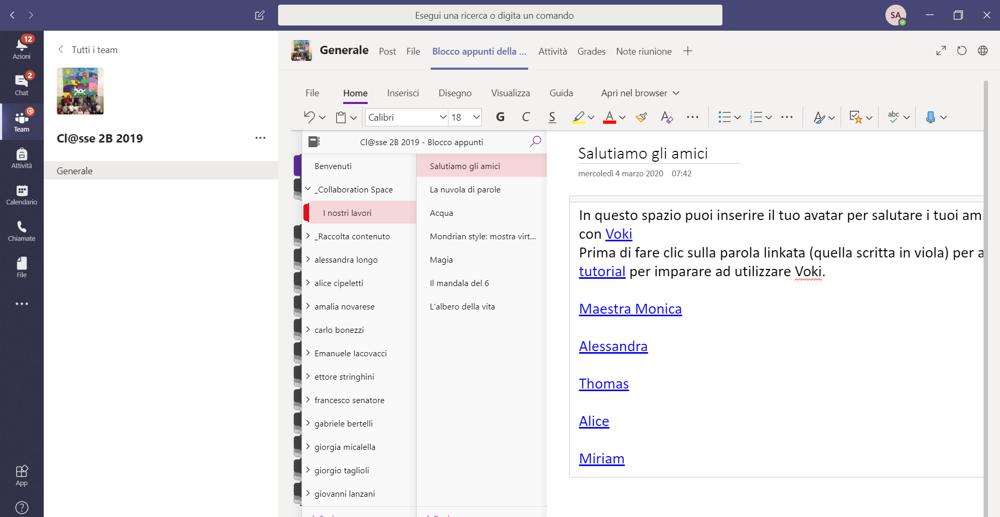 Esegui una ricerca o digita un comando
SA
12
Azioni
2
Chat
@
Team
Attività
Calendario
Chiamate
File
App
Tutti i team
Cl@sse 2B 2019
Generale
Generale
Post
File
Blocco appunti della ...
Attività
Grades
Note riunione
File
Home
Inserisci
Disegno
Visualizza
Guida
Apri nel browser
Calibri
18
G
C
S
A
A
abc
Cl@sse 2B 2019 - Blocco appunti
Benvenuti
_Collaboration Space
I nostri lavori
_Raccolta contenuto
alessandra longo
alice cipeletti
amalia novarese
carlo bonezzi
Emanuele Iacovacci
ettore stringhini
francesco senatore
gabriele bertelli
giorgia micalella
giorgio taglioli
giovanni lanzani
Salutiamo gli amici
La nuvola di parole
Acqua
Mondrian style: mostra virt...
Magia
Il mandala del 6
L'albero della vita
Salutiamo gli amici
mercoledì 4 marzo 2020 07:42
In questo spazio puoi inserire il tuo avatar per salutare i tuoi ami
con Voki
Prima di fare clic sulla parola linkata (quella scritta in viola) per a
tutorial per imparare ad utilizzare Voki.
Maestra Monica
Alessandra
Thomas
Alice
Miriam